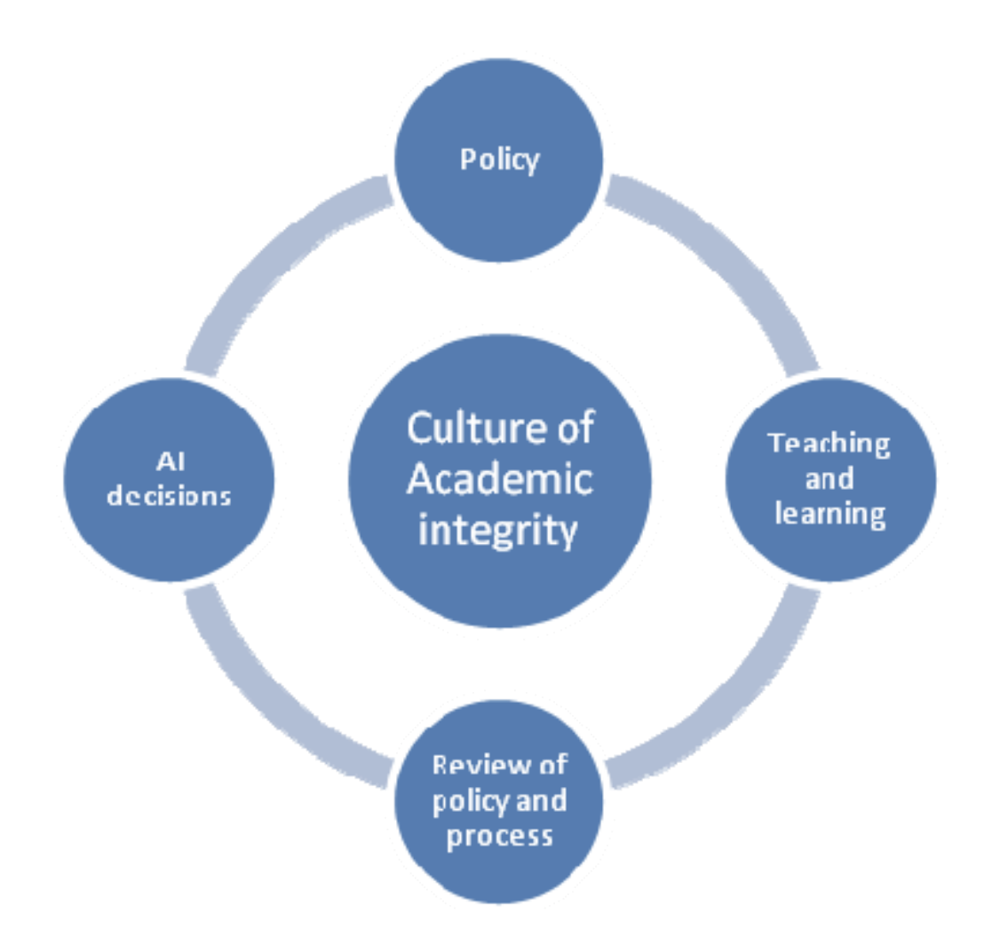 Policy
Culture of
Academic
integrity
AI
decisions
Teaching
and
learning
Review of
policy and
process